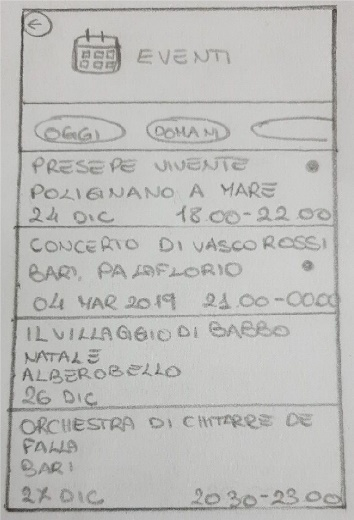 EVENTI
OGGI DOMANI
PRESEPE VIVENTE
POLIGNANO A MARE
24 DIC 18.00-22.00
CONCERTO DI VASCO ROSSI
BARI, PALAFLORIO
04 MAR 2019 21.00-00.00
IL VILLAGGIO DI BABBO
NATALE
ALBEROBELLO
26 DIC
ORCHESTRA DI CHITARRE DE
FALLA
BARI
27 DIC 20.30-23.00